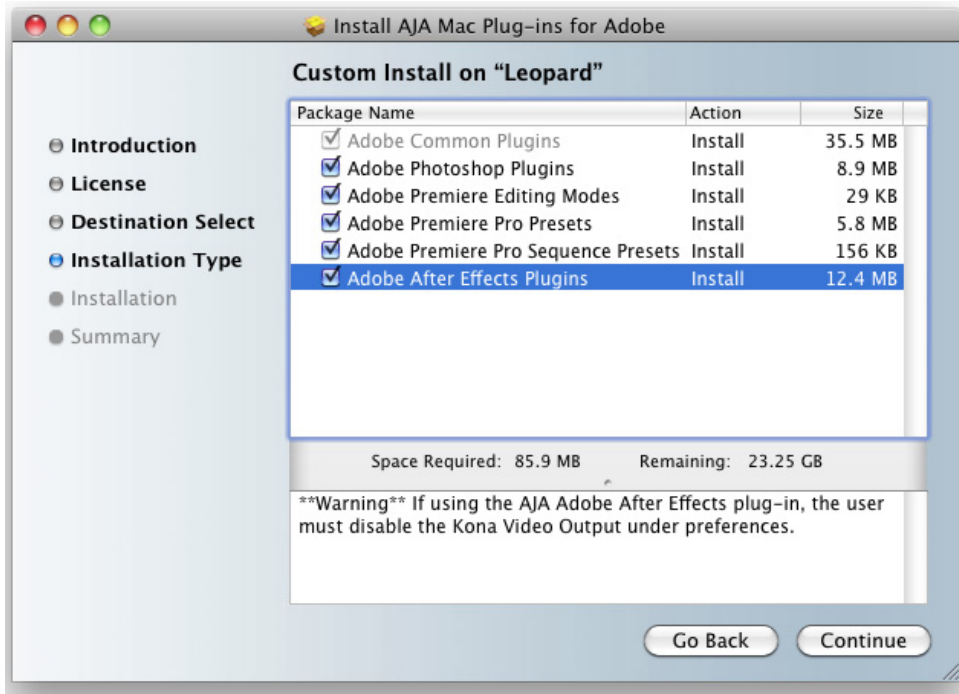 Install AJA Mac Plug-ins for Adobe
Custom Install on “Leopard”
Introduction
License
Destination Select
Installation Type
Installation
Summary
Package Name Action Size
Adobe Common Plugins Install 35.5 MB
Adobe Photoshop Plugins Install 8.9 MB
Adobe Premiere Editing Modes Install 29 KB
Adobe Premiere Pro Presets Install 5.8 MB
Adobe Premiere Pro Sequence Presets Install 156 KB
Adobe After Effects Plugins Install 12.4 MB
Space Required: 85.9 MB Remaining: 23.25 GB
**Warning** If using the AJA Adobe After Effects plug-in, the user
must disable the Kona Video Output under preferences.
Go Back Continue